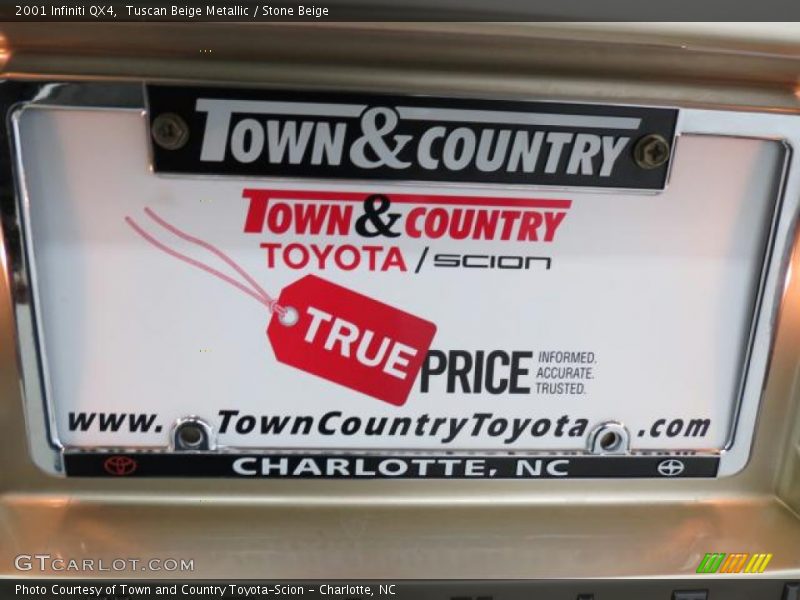 2001 Infiniti QX4,  Tuscan Beige Metallic / Stone Beige
TOWN & COUNTRY
TOWN & COUNTRY
TOYOTA / SCION
TRUE
PRICE
INFORMED.
ACCURATE.
TRUSTED.
www.TownCountryToyota.com
CHARLOTTE, NC
GTCARLOT.COM
Photo Courtesy of Town and Country Toyota-Scion - Charlotte, NC